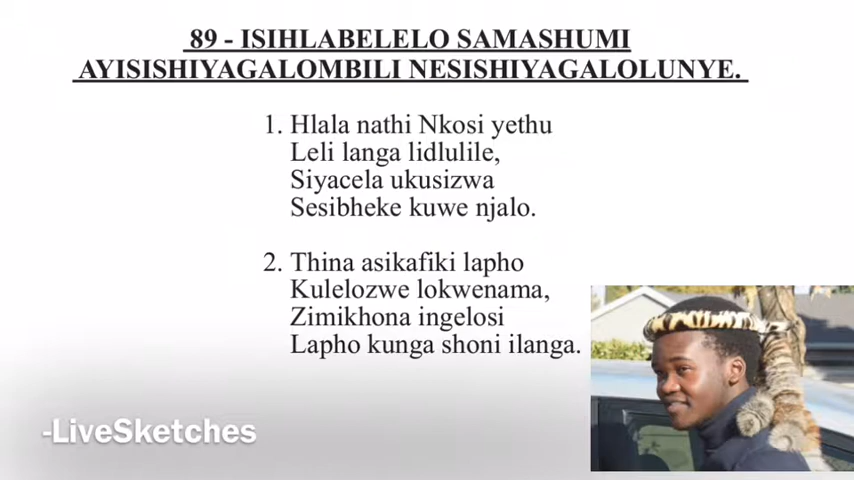 89 - ISIHLABELELO SAMASHUMI
AYISISHIYAGALOMBILI NESISHIYAGALOLUNYE.
1. Hlala nathi Nkosi yethu
Leli langa lidlulile,
Siyacela ukusizwa
Sesibheke kuwe njalo.
2. Thina asikafiki lapho
Kulelozwe lokwenama,
Zimikhona ingelosi
Lapho kunga shoni ilanga.
-LiveSketches